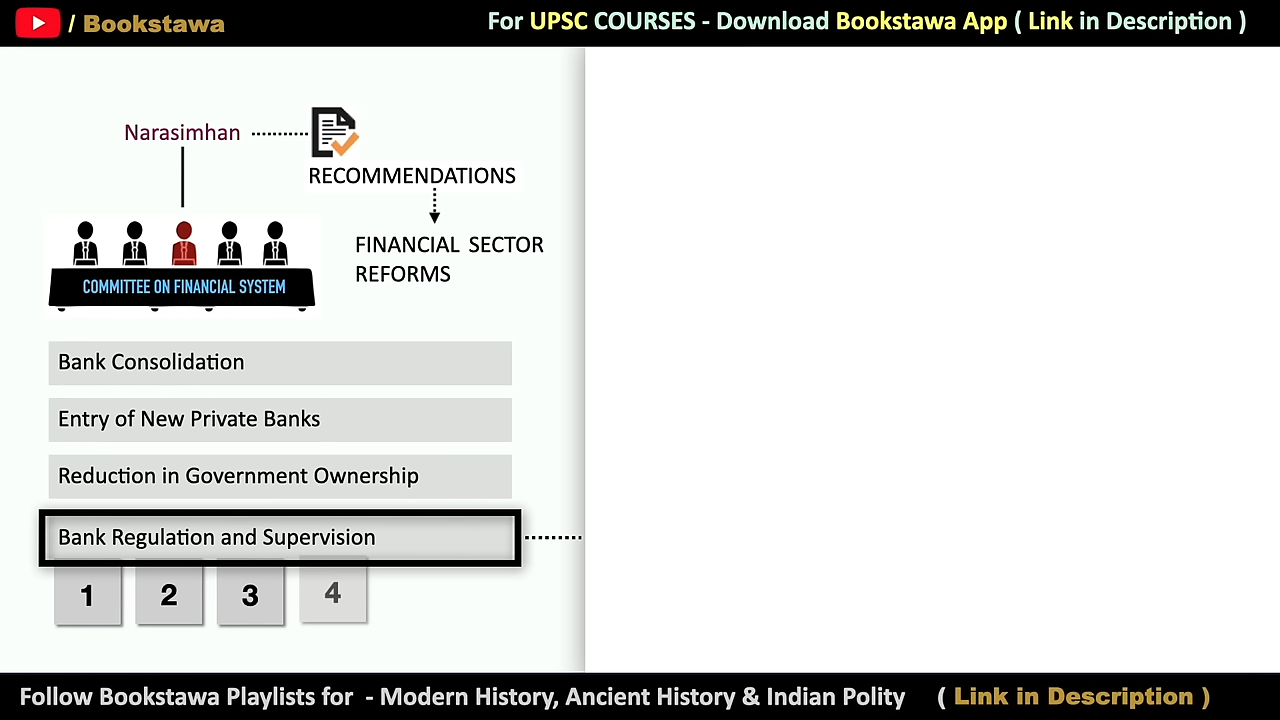 / Bookstawa
For UPSC COURSES - Download Bookstawa App ( Link in Description )
Narasimhan
RECOMMENDATIONS
FINANCIAL SECTOR
REFORMS
COMMITTEE ON FINANCIAL SYSTEM
Bank Consolidation
Entry of New Private Banks
Reduction in Government Ownership
Bank Regulation and Supervision
1 2 3 4
Follow Bookstawa Playlists for - Modern History, Ancient History & Indian Polity ( Link in Description )